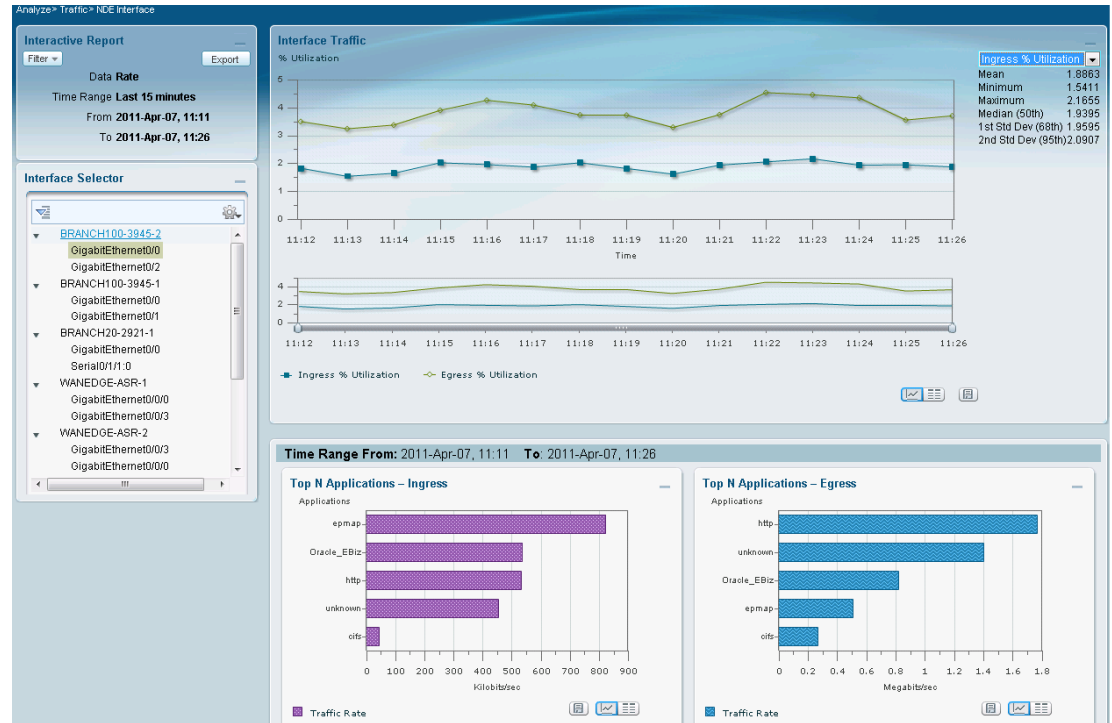 Analyze> Traffic> NDE Interface
Interactive Report
Filter
Export
Data Rate
Time Range Last 15 minutes
From 2011-Apr-07, 11:11
To 2011-Apr-07, 11:26
Interface Selector
BRANCH100-3945-2
GigabitEthernet0/0
GigabitEthernet0/2
BRANCH100-3945-1
GigabitEthernet0/0
GigabitEthernet0/1
BRANCH20-2921-1
GigabitEthernet0/0
Serial0/1/1:0
WANEDGE-ASR-1
GigabitEthernet0/0/0
GigabitEthernet0/0/3
WANEDGE-ASR-2
GigabitEthernet0/0/3
GigabitEthernet0/0/0
Interface Traffic
% Utilization
5
4
3
2
1
0
11:12 11:13 11:14 11:15 11:16 11:17 11:18 11:19 11:20 11:21 11:22 11:23 11:24 11:25 11:26
Time
Ingress % Utilization
Mean 1.8863
Minimum 1.5411
Maximum 2.1655
Median (50th) 1.9395
1st Std Dev (68th) 1.9595
2nd Std Dev (95th)2.0907
4
2
0
11:12 11:13 11:14 11:15 11:16 11:17 11:18 11:19 11:20 11:21 11:22 11:23 11:24 11:25 11:26
Ingress % Utilization Egress % Utilization
Time Range From: 2011-Apr-07, 11:11 To: 2011-Apr-07, 11:26
Top N Applications – Ingress
Applications
epmap
Oracle_EBiz
http
unknown
cifs
0 100 200 300 400 500 600 700 800 900
Kilobits/sec
Traffic Rate
Top N Applications – Egress
Applications
http
unknown
Oracle_EBiz
epmap
cifs
0 0.2 0.4 0.6 0.8 1 1.2 1.4 1.6 1.8
Megabits/sec
Traffic Rate